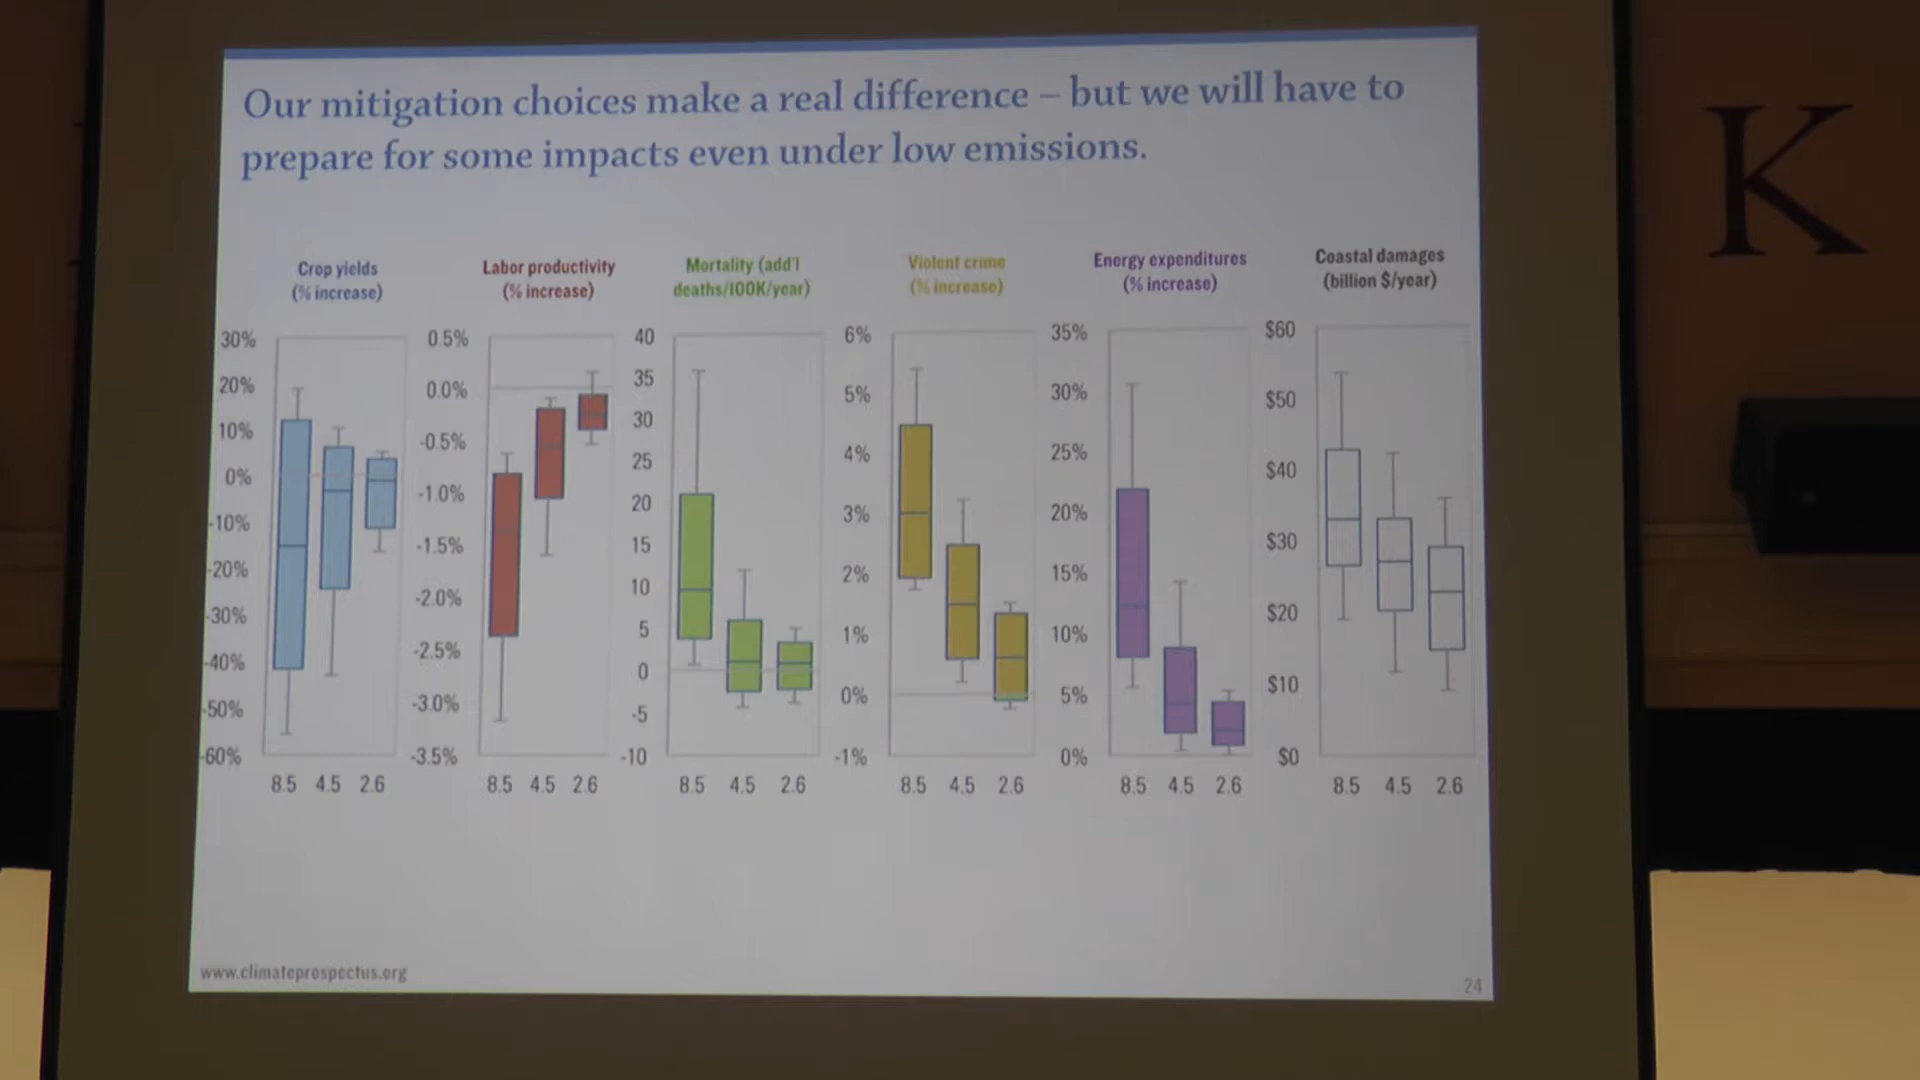 Our mitigation choices make a real difference – but we will have to
prepare for some impacts even under low emissions.
Crop yields
(% increase)
30%
20%
10%
0%
-10%
-20%
-30%
-40%
-50%
-60%
8.5 4.5 2.6
Labor productivity
(% increase)
0.5%
0.0%
-0.5%
-1.0%
-1.5%
-2.0%
-2.5%
-3.0%
-3.5%
8.5 4.5 2.6
Mortality (add'l
deaths/100K/year)
40
35
30
25
20
15
10
5
0
-5
-10
8.5 4.5 2.6
Violent crime
(% increase)
6%
5%
4%
3%
2%
1%
0%
-1%
8.5 4.5 2.6
Energy expenditures
(% increase)
35%
30%
25%
20%
15%
10%
5%
0%
8.5 4.5 2.6
Coastal damages
(billion $/year)
$60
$50
$40
$30
$20
$10
$0
8.5 4.5 2.6
www.climateprospectus.org
24
K